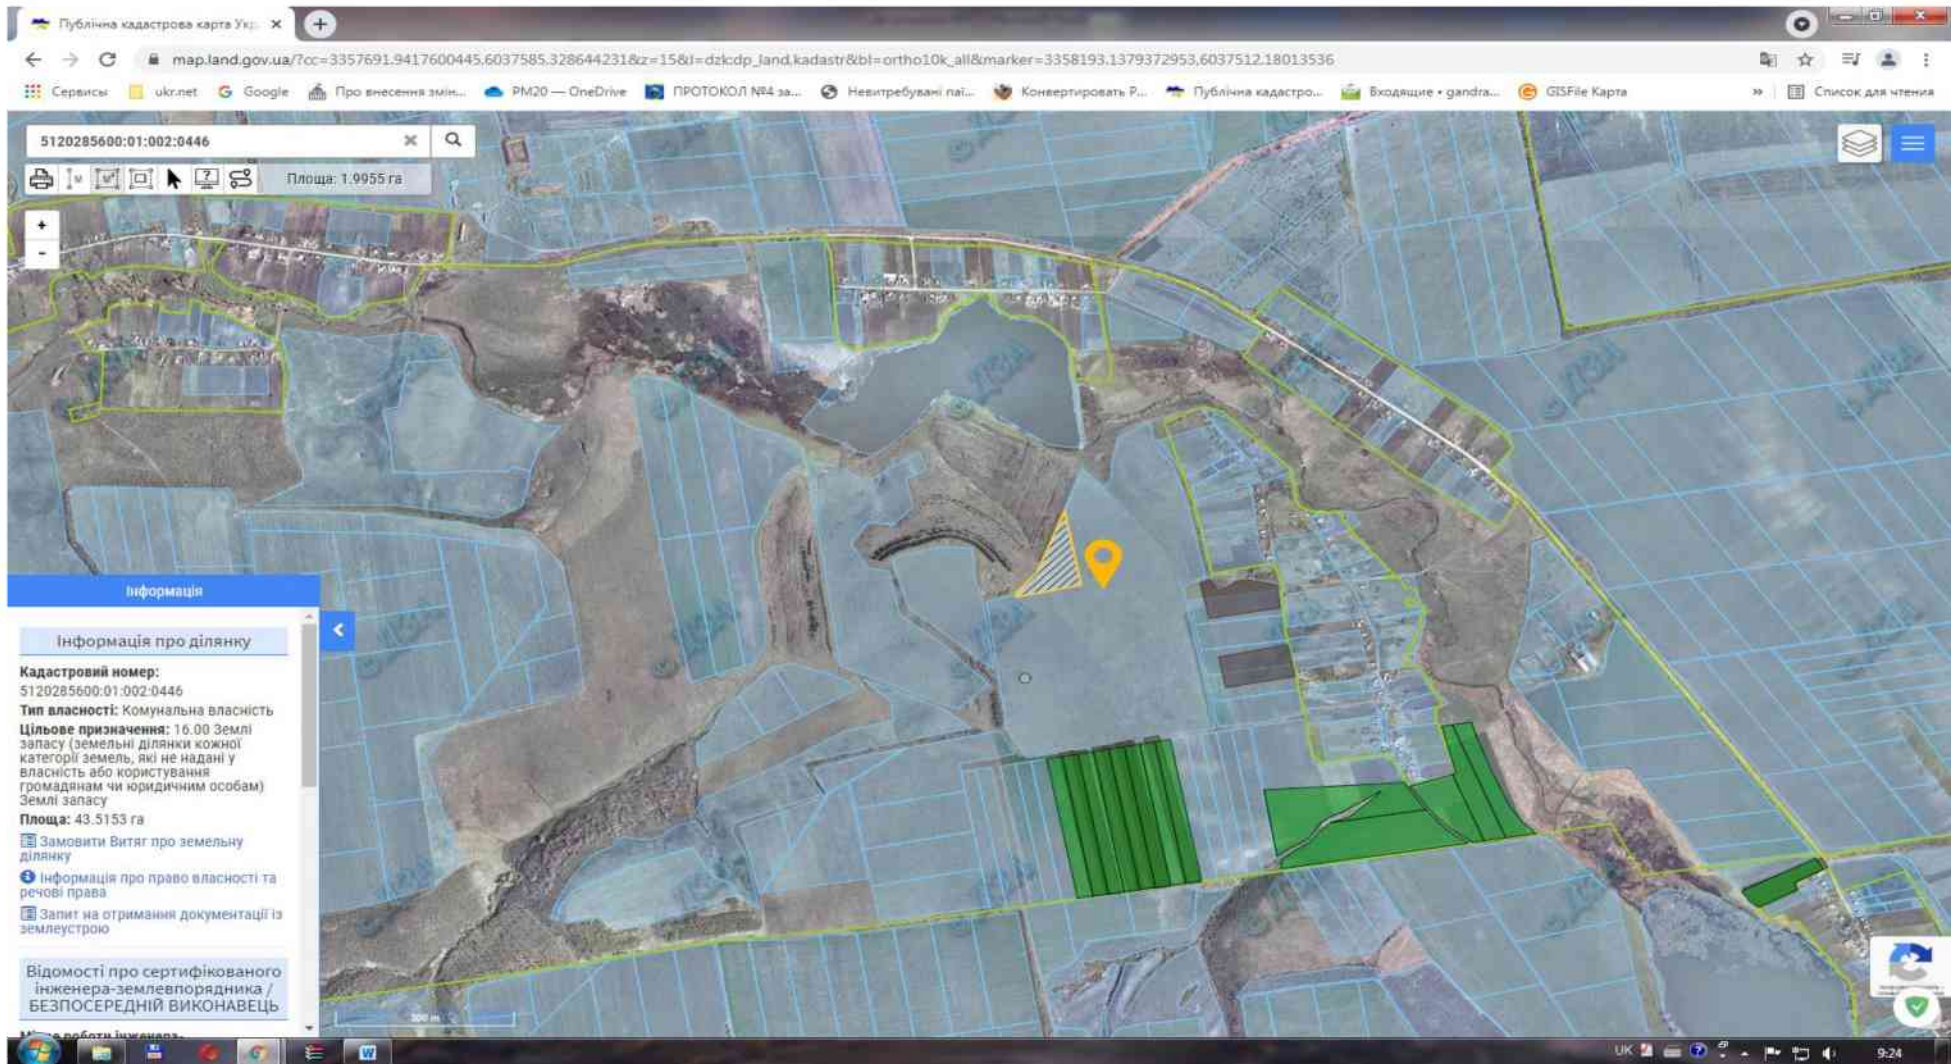 Публічна кадастрова карта Укр
map.land.gov.ua/?cc=3357691.9417600445,6037585.328644231&z=15&l=dzk:dp_land,kadastr&bl=ortho10k_all&marker=3358193.1379372953,6037512.18013536
Сервисы ukr.net Google Про внесення змін... PM20 — OneDrive ПРОТОКОЛ №4 за... Невитребувані паї... Конвертировать P... Публічна кадастро... Входящие • gandra... GISFile Карта » Список для чтения
5120285600:01:002:0446
Площа: 1.9955 га
+
-
Інформація
Інформація про ділянку
Кадастровий номер:
5120285600:01:002:0446
Тип власності: Комунальна власність
Цільове призначення: 16.00 Землі
запасу (земельні ділянки кожної
категорії земель, які не надані у
власність або користування
громадянам чи юридичним особам)
Землі запасу
Площа: 43.5153 га
Замовити Витяг про земельну
ділянку
Інформація про право власності та
речові права
Запит на отримання документації із
землеустрою
Відомості про сертифікованого
інженера-землевпорядника /
БЕЗПОСЕРЕДНІЙ ВИКОНАВЕЦЬ
300 m
UK 9:24